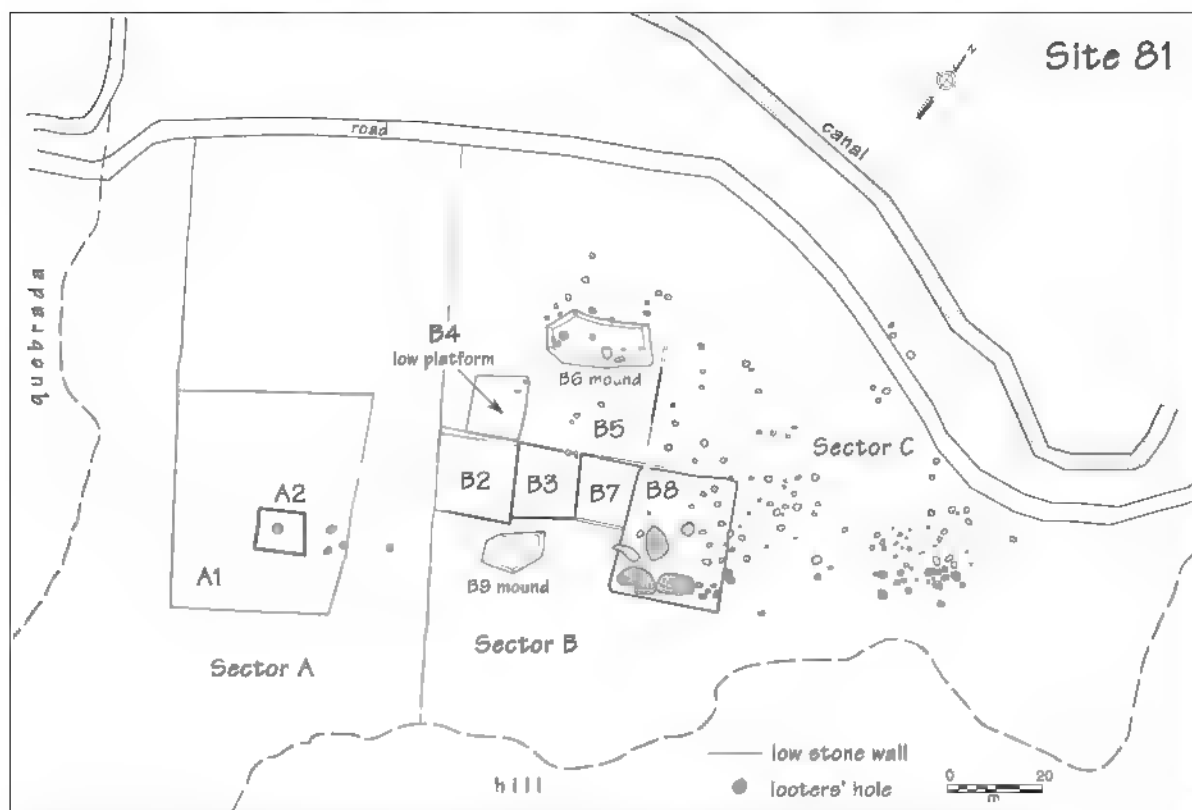 Site 81
N
road
canal
quebrada
B4
low platform
B6 mound
B5
Sector C
B2
B3
B7
B8
A2
A1
B9 mound
Sector B
Sector A
hill
low stone wall
looters' hole
0 20
m